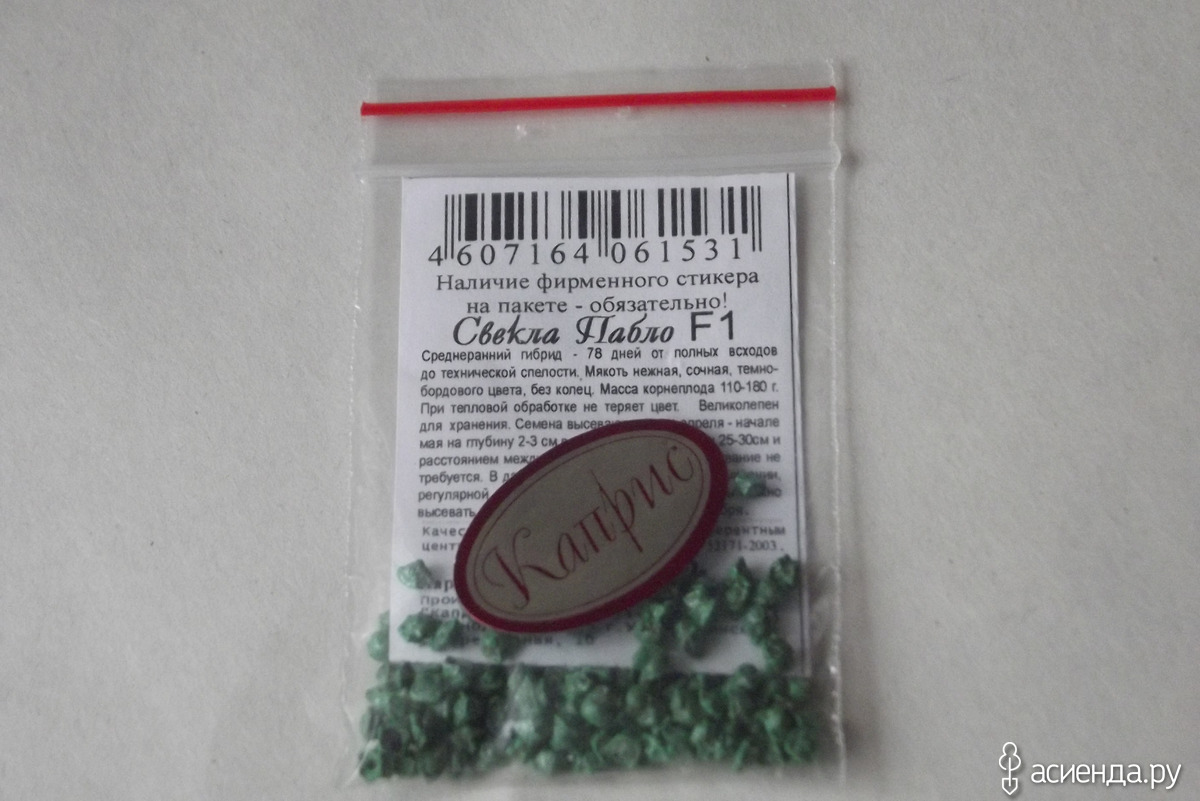 4 607164 061531
Наличие фирменного стикера
на пакете - обязательно!
Свекла Пабло F1
Среднеранний гибрид - 78 дней от полных всходов
до технической спелости. Мякоть нежная, сочная, темно-
бордового цвета, без колец. Масса корнеплода 110-180 г.
При тепловой обработке не теряет цвет. Великолепен
для хранения. Семена - начале
мая на глубину 2-3 см 25-30см и
расстоянием не
требуется. В
регулярной
высевать
53171-2003.
Каприс
асиенда.ру